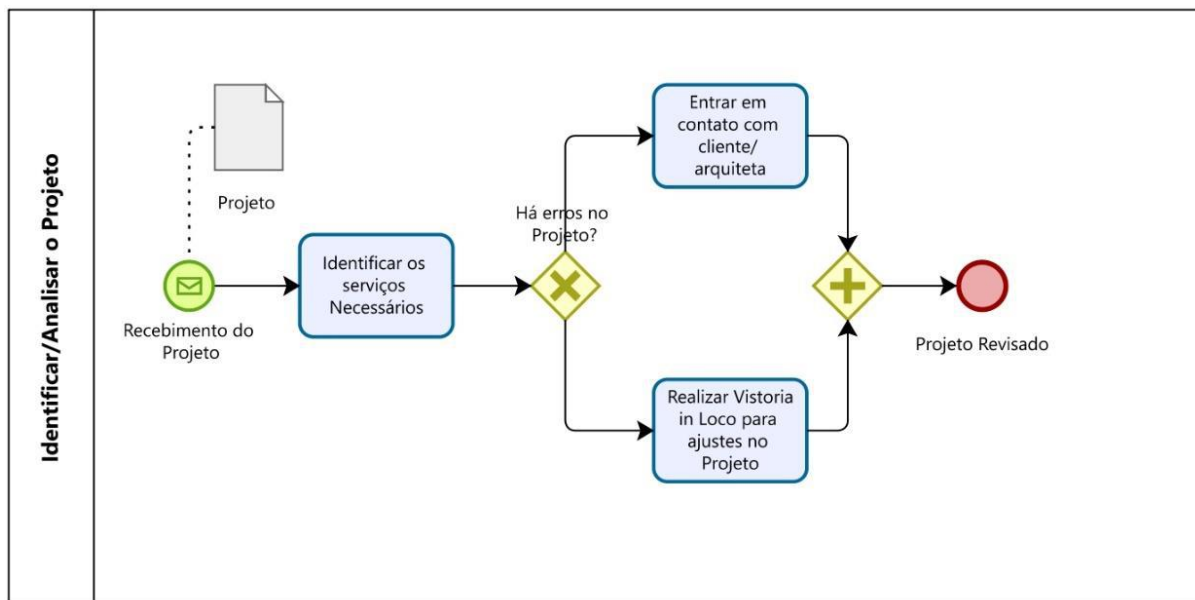 Identificar/Analisar o Projeto
Projeto
Recebimento do
Projeto
Identificar os
serviços
Necessários
Há erros no
Projeto?
Entrar em
contato com
cliente/
arquiteta
Realizar Vistoria
in Loco para
ajustes no
Projeto
Projeto Revisado